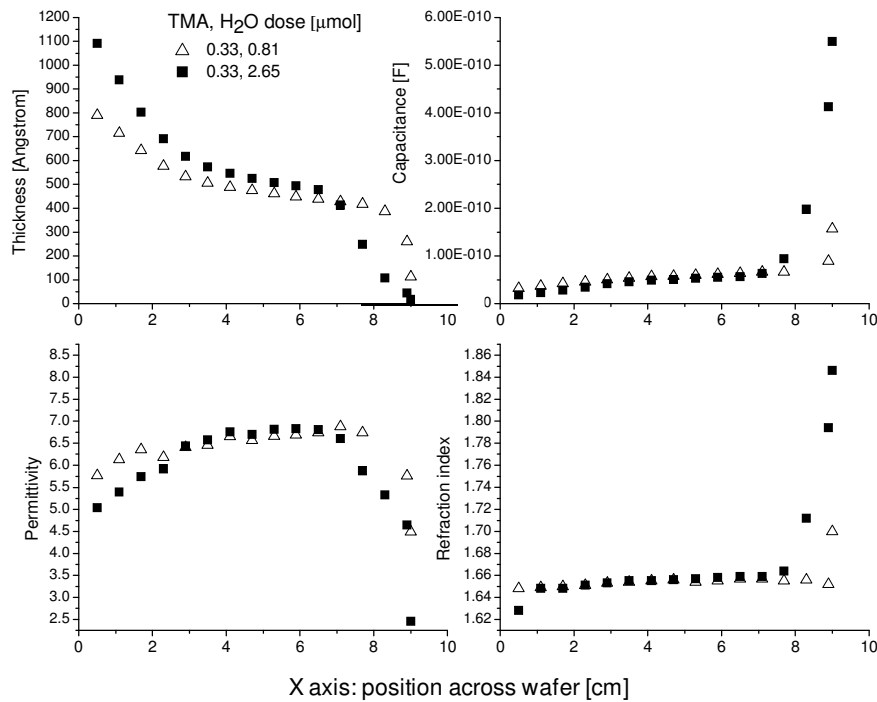 TMA, H₂O dose [μmol]
0.33, 0.81
0.33, 2.65
Thickness [Angstrom]
1200
1100
1000
900
800
700
600
500
400
300
200
100
0
0 2 4 6 8 10
Capacitance [F]
6.00E-010
5.00E-010
4.00E-010
3.00E-010
2.00E-010
1.00E-010
0
0 2 4 6 8 10
Permittivity
8.5
8.0
7.5
7.0
6.5
6.0
5.5
5.0
4.5
4.0
3.5
3.0
2.5
0 2 4 6 8 10
Refraction index
1.86
1.84
1.82
1.80
1.78
1.76
1.74
1.72
1.70
1.68
1.66
1.64
1.62
0 2 4 6 8 10
X axis: position across wafer [cm]